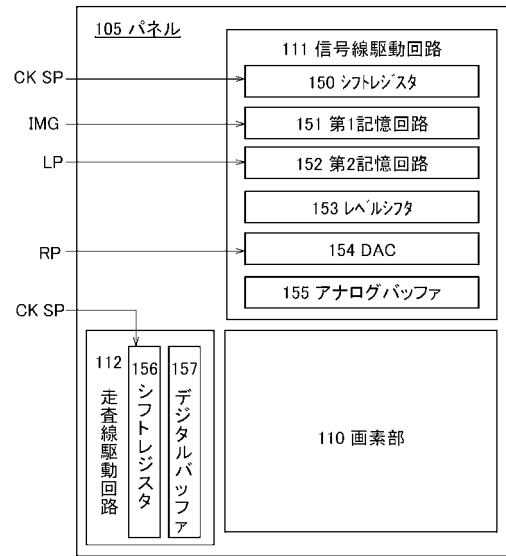 105 パネル
111 信号線駆動回路
CK SP
150 シフトレジスタ
IMG
151 第1記憶回路
LP
152 第2記憶回路
153 レベルシフタ
RP
154 DAC
155 アナログバッファ
CK SP
112 走査線駆動回路
156 シフトレジスタ
157 デジタルバッファ
110 画素部